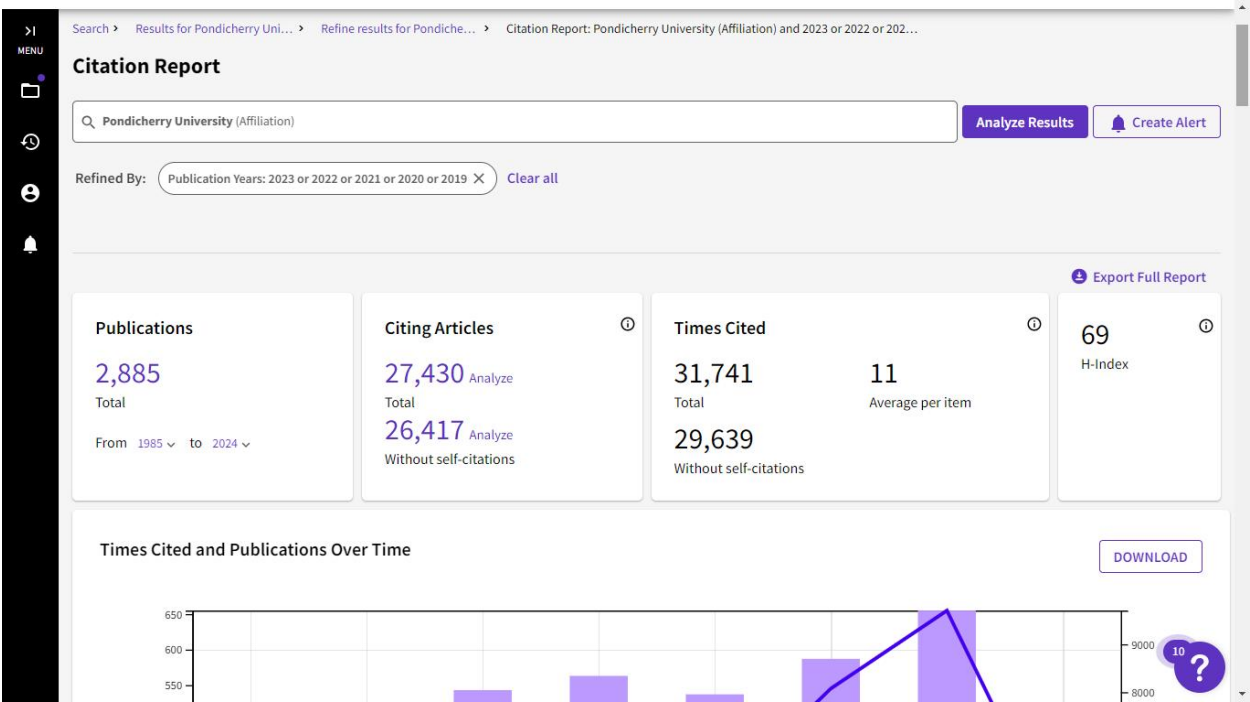 MENU
Search > Results for Pondicherry Uni... > Refine results for Pondiche... > Citation Report: Pondicherry University (Affiliation) and 2023 or 2022 or 202...
Citation Report
Pondicherry University (Affiliation)
Analyze Results
Create Alert
Refined By: Publication Years: 2023 or 2022 or 2021 or 2020 or 2019 Clear all
Export Full Report
Publications
2,885
Total
From 1985 to 2024
Citing Articles
27,430 Analyze
Total
26,417 Analyze
Without self-citations
Times Cited
31,741
Total
11
Average per item
29,639
Without self-citations
69
H-Index
Times Cited and Publications Over Time
DOWNLOAD
650
600
550
9000
8000
10
?